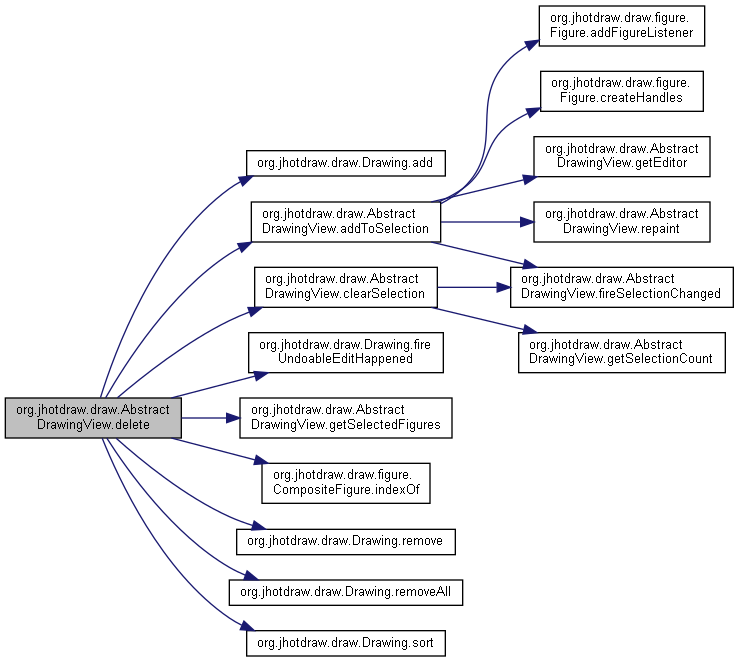 org.jhotdraw.draw.figure.
Figure.addFigureListener
org.jhotdraw.draw.figure.
Figure.createHandles
org.jhotdraw.draw.Drawing.add
org.jhotdraw.draw.Abstract
DrawingView.getEditor
org.jhotdraw.draw.Abstract
DrawingView.addToSelection
org.jhotdraw.draw.Abstract
DrawingView.repaint
org.jhotdraw.draw.Abstract
DrawingView.clearSelection
org.jhotdraw.draw.Abstract
DrawingView.fireSelectionChanged
org.jhotdraw.draw.Drawing.fire
UndoableEditHappened
org.jhotdraw.draw.Abstract
DrawingView.getSelectionCount
org.jhotdraw.draw.Abstract
DrawingView.delete
org.jhotdraw.draw.Abstract
DrawingView.getSelectedFigures
org.jhotdraw.draw.figure.
CompositeFigure.indexOf
org.jhotdraw.draw.Drawing.remove
org.jhotdraw.draw.Drawing.removeAll
org.jhotdraw.draw.Drawing.sort